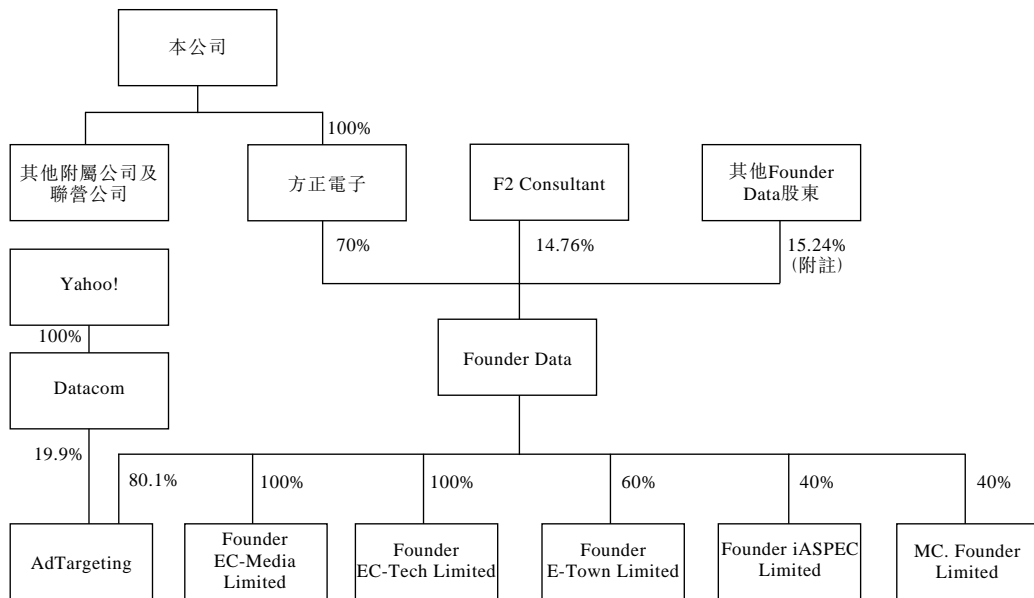 本公司
100%
其他附屬公司及
聯營公司
方正電子
F2 Consultant
其他Founder
Data股東
70%
14.76%
15.24%
(附註)
Yahoo!
100%
Datacom
Founder Data
19.9%
80.1%
100%
100%
60%
40%
40%
AdTargeting
Founder
EC-Media
Limited
Founder
EC-Tech Limited
Founder
E-Town Limited
Founder iASPEC
Limited
MC. Founder
Limited